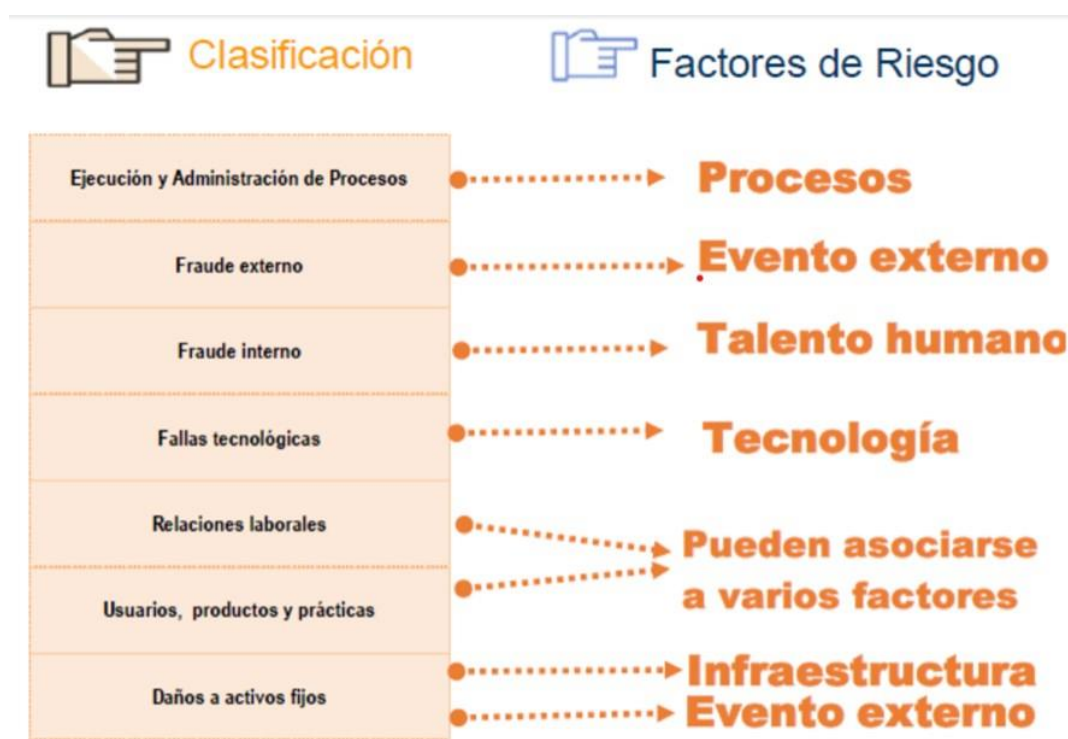 Clasificación
Factores de Riesgo
Ejecución y Administración de Procesos
Procesos
Fraude externo
Evento externo
Fraude interno
Talento humano
Fallas tecnológicas
Tecnología
Relaciones laborales
Pueden asociarse
a varios factores
Usuarios, productos y prácticas
Daños a activos fijos
Infraestructura
Evento externo